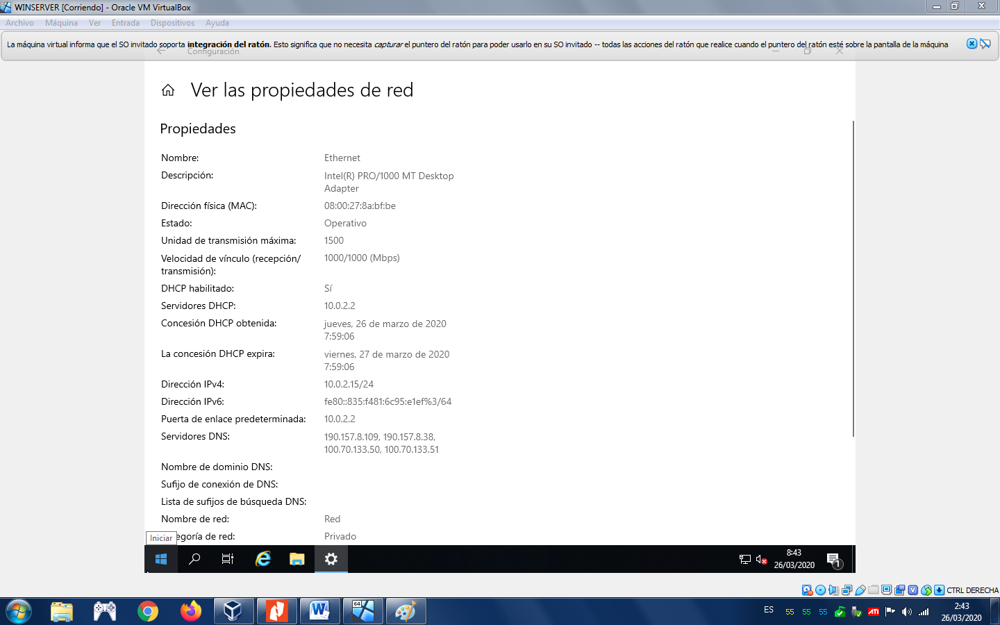 WINSERVER [Corriendo] - Oracle VM VirtualBox
Archivo Máquina Ver Entrada Dispositivos Ayuda
La máquina virtual informa que el SO invitado soporta integración del ratón. Esto significa que no necesita capturar el puntero del ratón para poder usarlo en su SO invitado -- todas las acciones del ratón que realice cuando el puntero del ratón esté sobre la pantalla de la máquina
Configuración
Ver las propiedades de red
Propiedades
Nombre: Ethernet
Descripción: Intel(R) PRO/1000 MT Desktop
Adapter
Dirección física (MAC): 08:00:27:8a:bf:be
Estado: Operativo
Unidad de transmisión máxima: 1500
Velocidad de vínculo (recepción/ 1000/1000 (Mbps)
transmisión):
DHCP habilitado: Sí
Servidores DHCP: 10.0.2.2
Concesión DHCP obtenida: jueves, 26 de marzo de 2020
7:59:06
La concesión DHCP expira: viernes, 27 de marzo de 2020
7:59:06
Dirección IPv4: 10.0.2.15/24
Dirección IPv6: fe80::835:f481:6c95:e1ef%3/64
Puerta de enlace predeterminada: 10.0.2.2
Servidores DNS: 190.157.8.109, 190.157.8.38,
100.70.133.50, 100.70.133.51
Nombre de dominio DNS:
Sufijo de conexión de DNS:
Lista de sufijos de búsqueda DNS:
Nombre de red: Red
egoría de red: Privado
Iniciar
8:43
26/03/2020
1
CTRL DERECHA
64
ES 55 55 55 ATI
2:43
26/03/2020